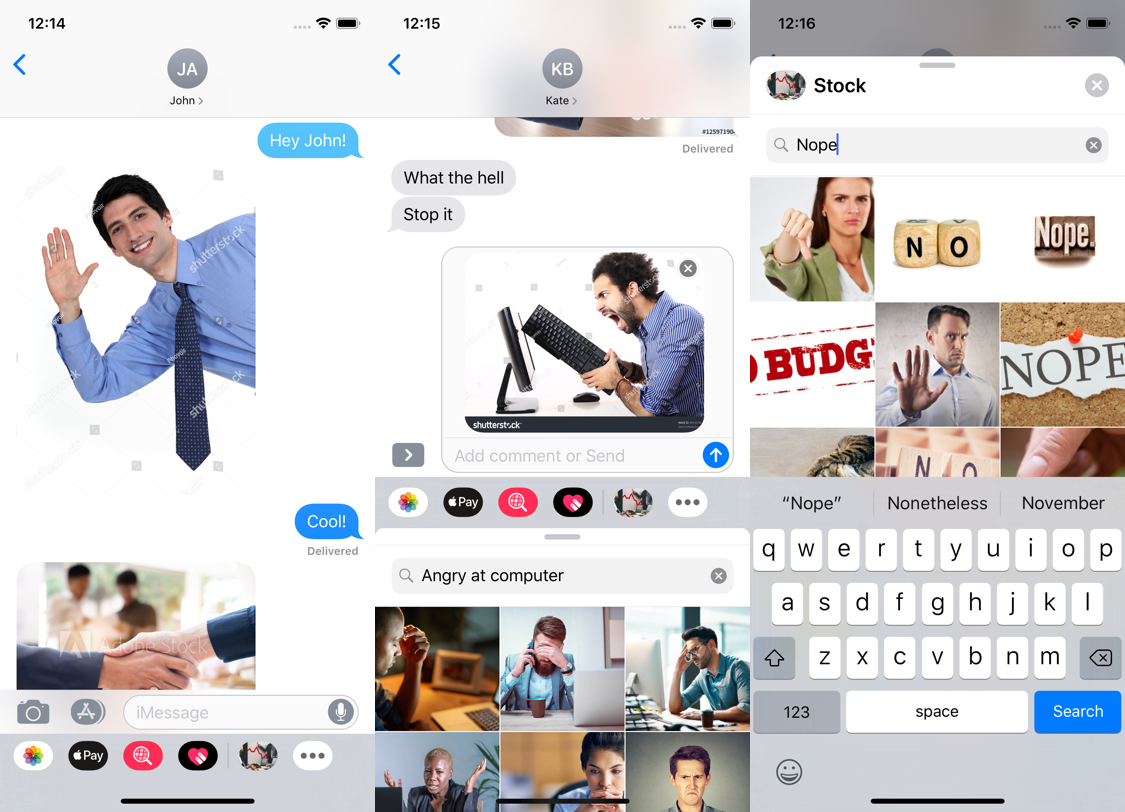 12:14
JA
John
Hey John!
shutterstock
shutterstock
shutterstock
Cool!
Delivered
Adobe Stock
iMessage
Pay
12:15
KB
Kate
#12597190
Delivered
What the hell
Stop it
shutterstock
Add comment or Send
Pay
Angry at computer
12:16
Stock
Nope
NO
Nope.
O BUDG
NOPE
N O
“Nope”
Nonetheless
November
q w e r t y u i o p
a s d f g h j k l
z x c v b n m
123
space
Search